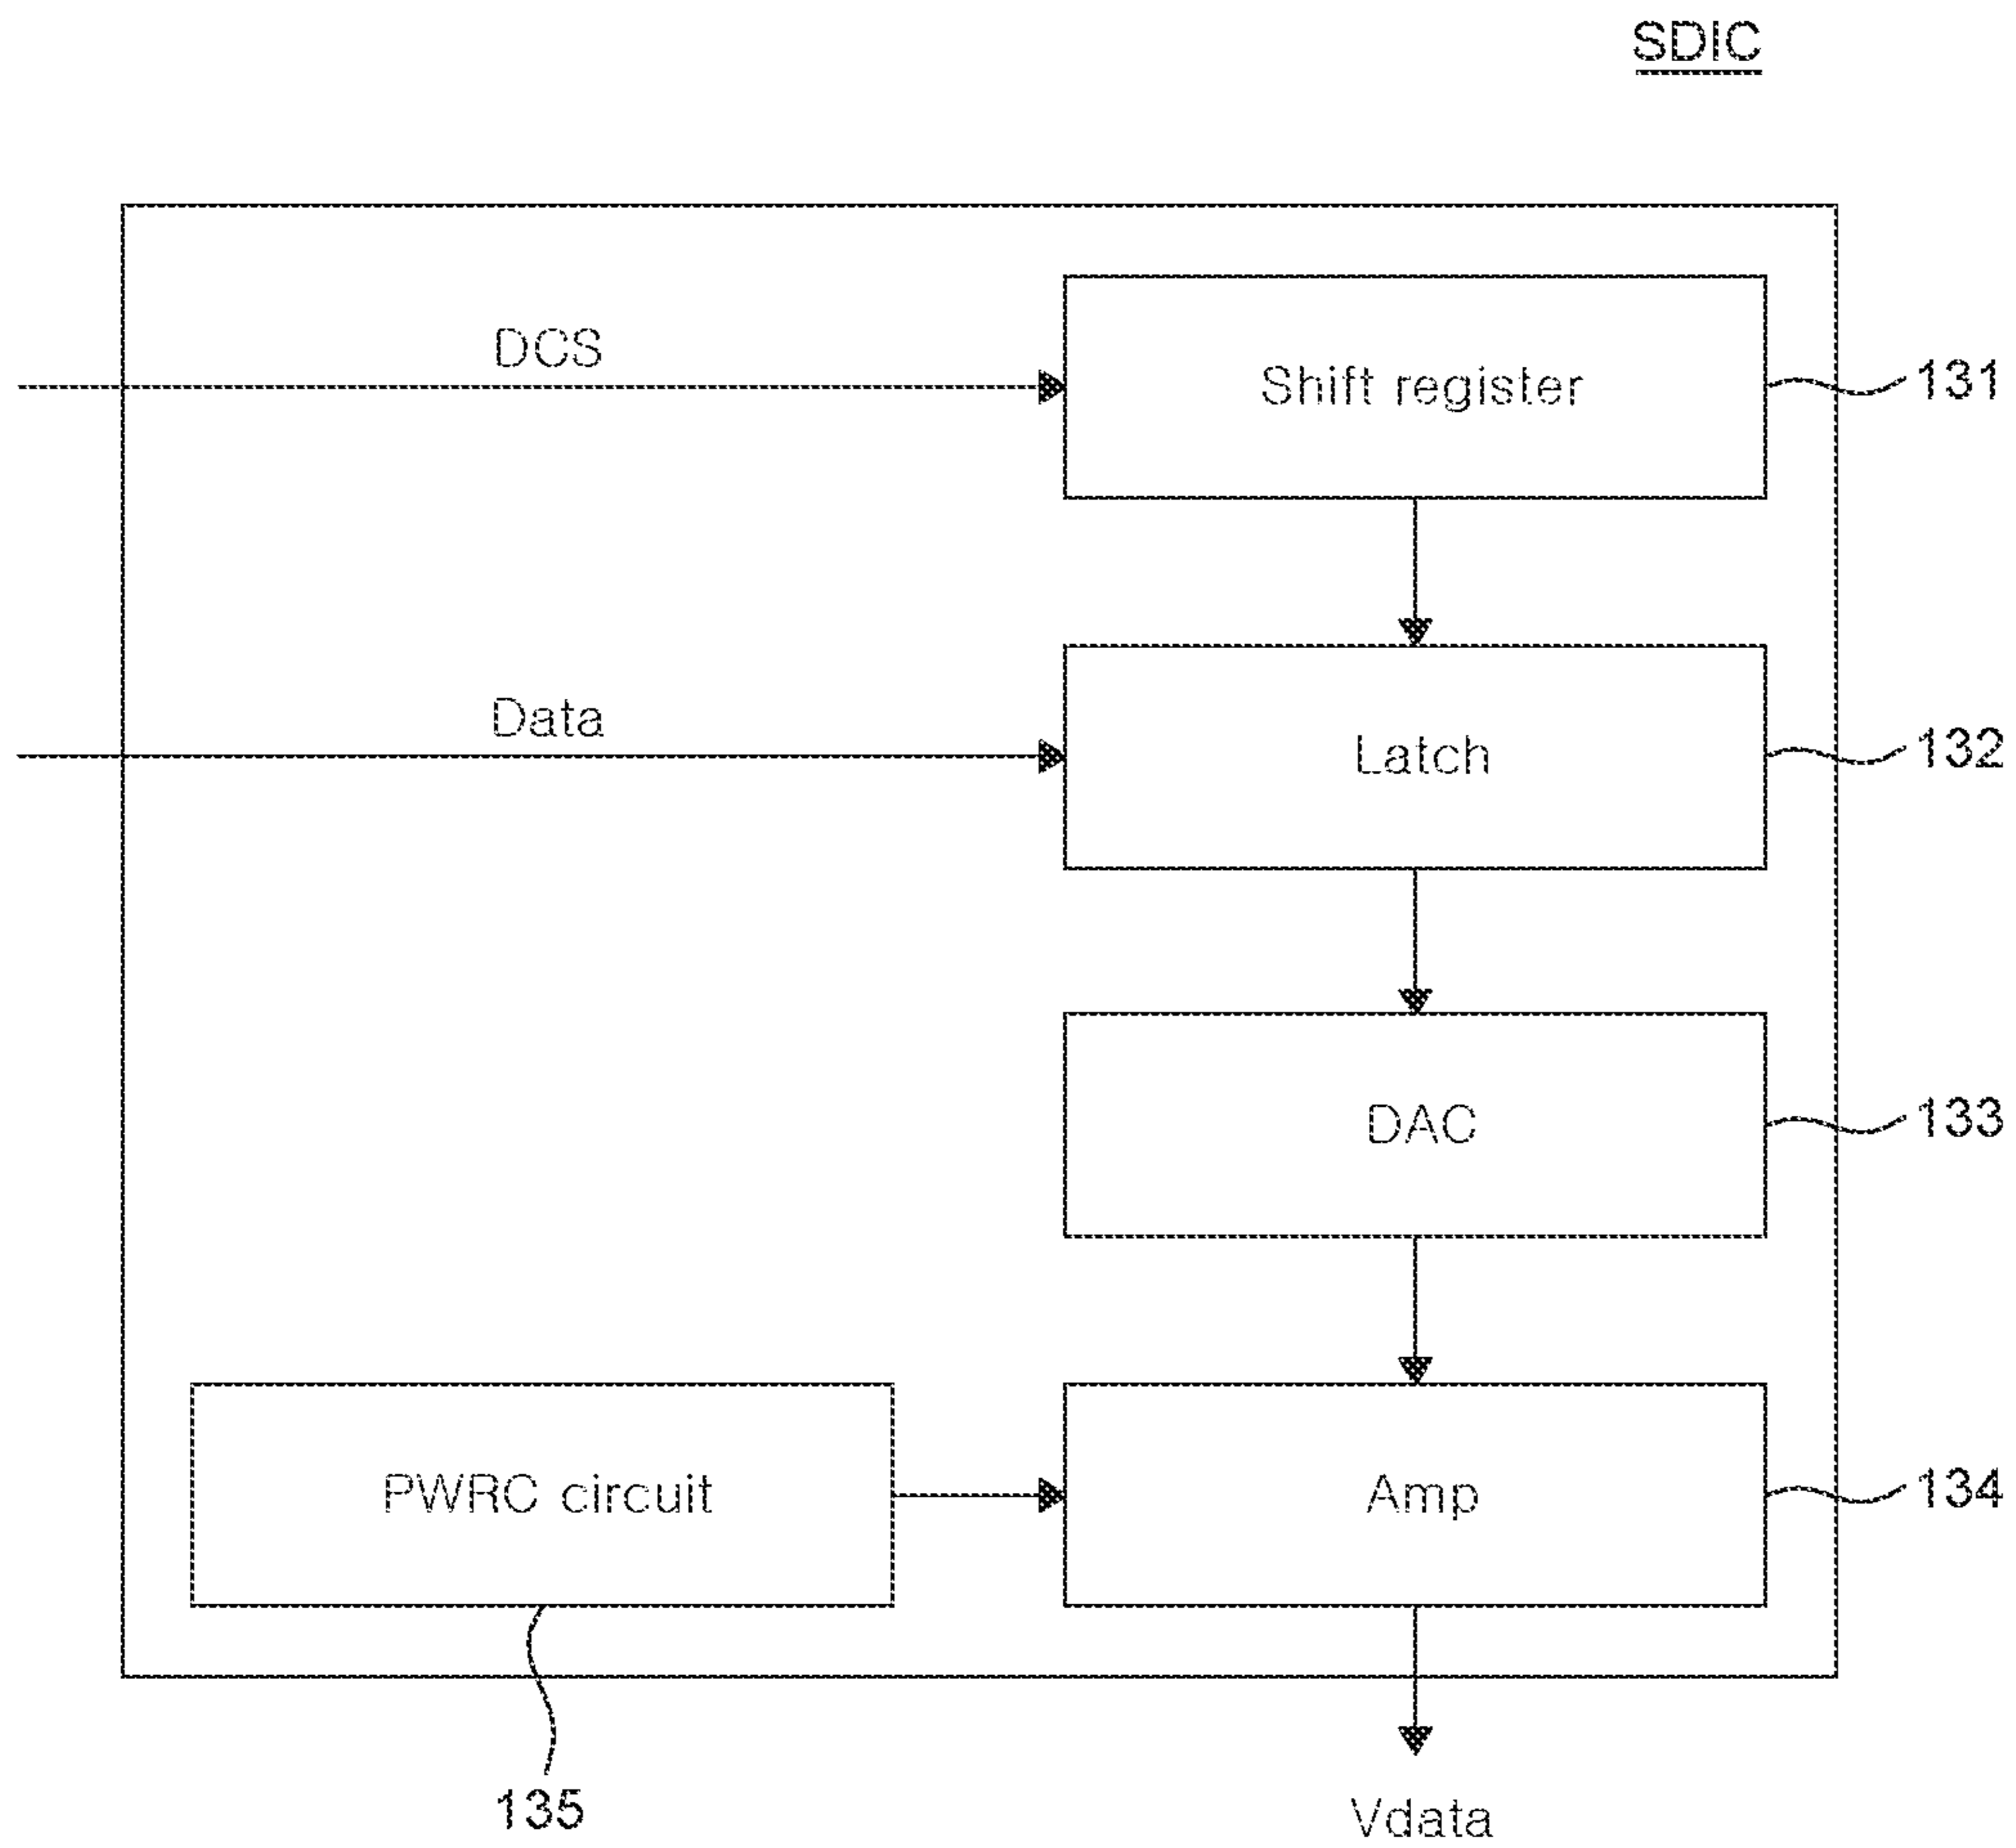 SDIC
DCS
Shift register
131
Data
Latch
132
DAC
133
PWRC circuit
Amp
134
135
Vdata